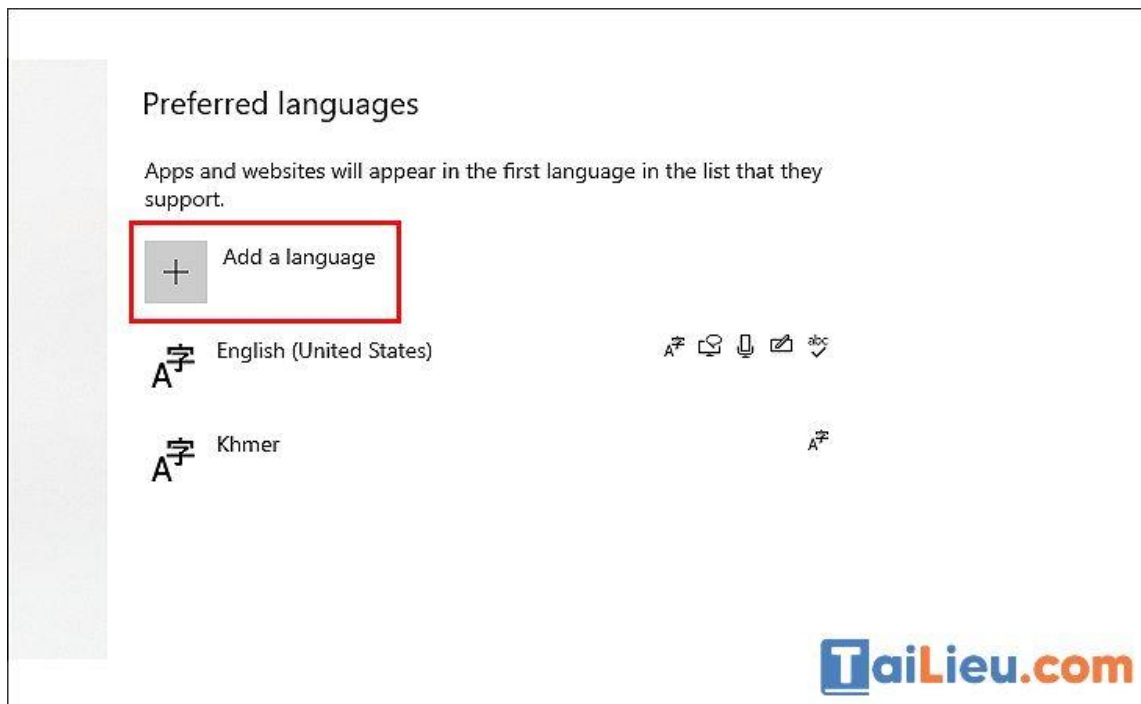 Preferred languages
Apps and websites will appear in the first language in the list that they
support.
Add a language
English (United States)
Khmer
TaiLieu.com